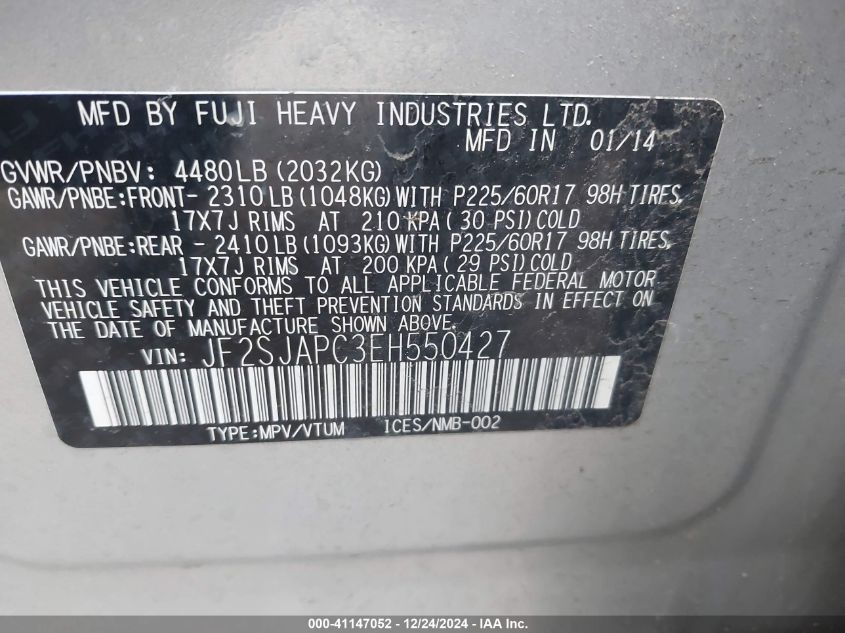 MFD BY FUJI HEAVY INDUSTRIES LTD.
MFD IN 01/14
GVWR/PNBV: 4480LB (2032KG)
GAWR/PNBE:FRONT- 2310 LB (1048KG) WITH P225/60R17 98H TIRES,
17X7J RIMS AT 210 KPA ( 30 PSI) COLD
GAWR/PNBE:REAR - 2410 LB (1093KG) WITH P225/60R17 98H TIRES,
17X7J RIMS AT 200 KPA ( 29 PSI) COLD
THIS VEHICLE CONFORMS TO ALL APPLICABLE FEDERAL MOTOR
VEHICLE SAFETY AND THEFT PREVENTION STANDARDS IN EFFECT ON
THE DATE OF MANUFACTURE SHOWN ABOVE.
VIN: JF2SJAPC3EH550427
TYPE:MPV/VTUM ICES/NMB-002
000-41147052 / 12/24/2024 - IAA Inc.